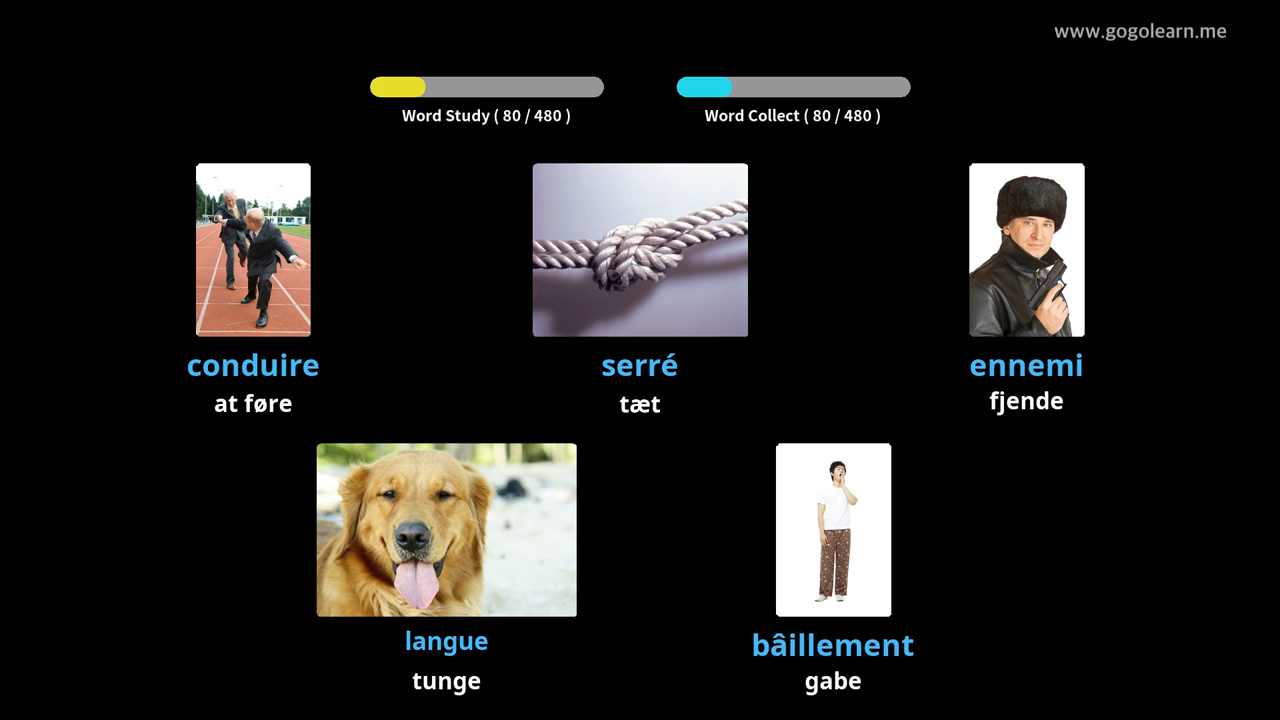 www.gogolearn.me
Word Study ( 80 / 480 )
Word Collect ( 80 / 480 )
conduire
at føre
serré
tæt
ennemi
fjende
langue
tunge
bâillement
gabe